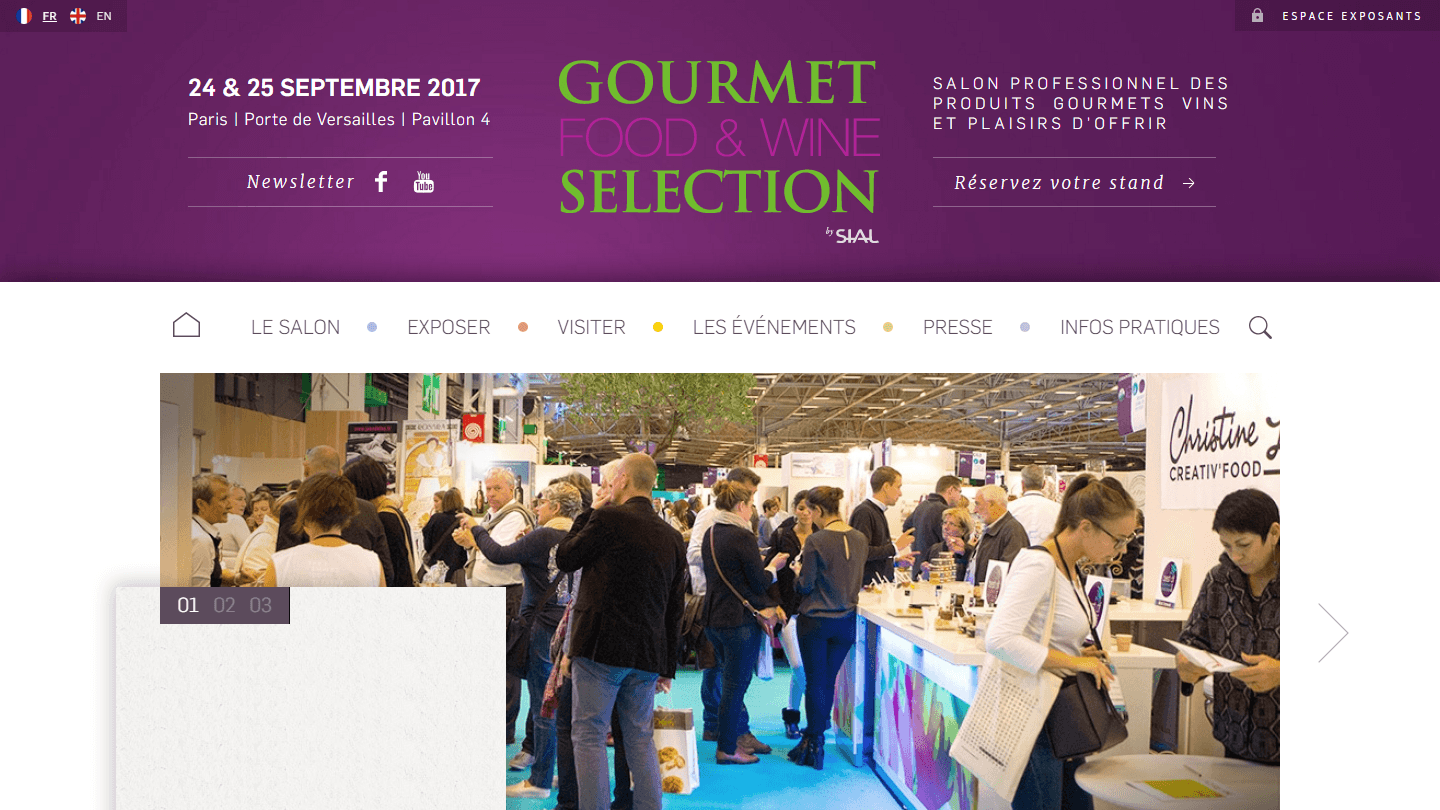 FR EN
ESPACE EXPOSANTS
24 & 25 SEPTEMBRE 2017
Paris | Porte de Versailles | Pavillon 4
Newsletter
You
Tube
GOURMET
FOOD & WINE
SELECTION
by SIAL
SALON PROFESSIONNEL DES
PRODUITS GOURMETS VINS
ET PLAISIRS D'OFFRIR
Réservez votre stand
LE SALON EXPOSER VISITER LES ÉVÉNEMENTS PRESSE INFOS PRATIQUES
Christine
CREATIV'FOOD
01 02 03